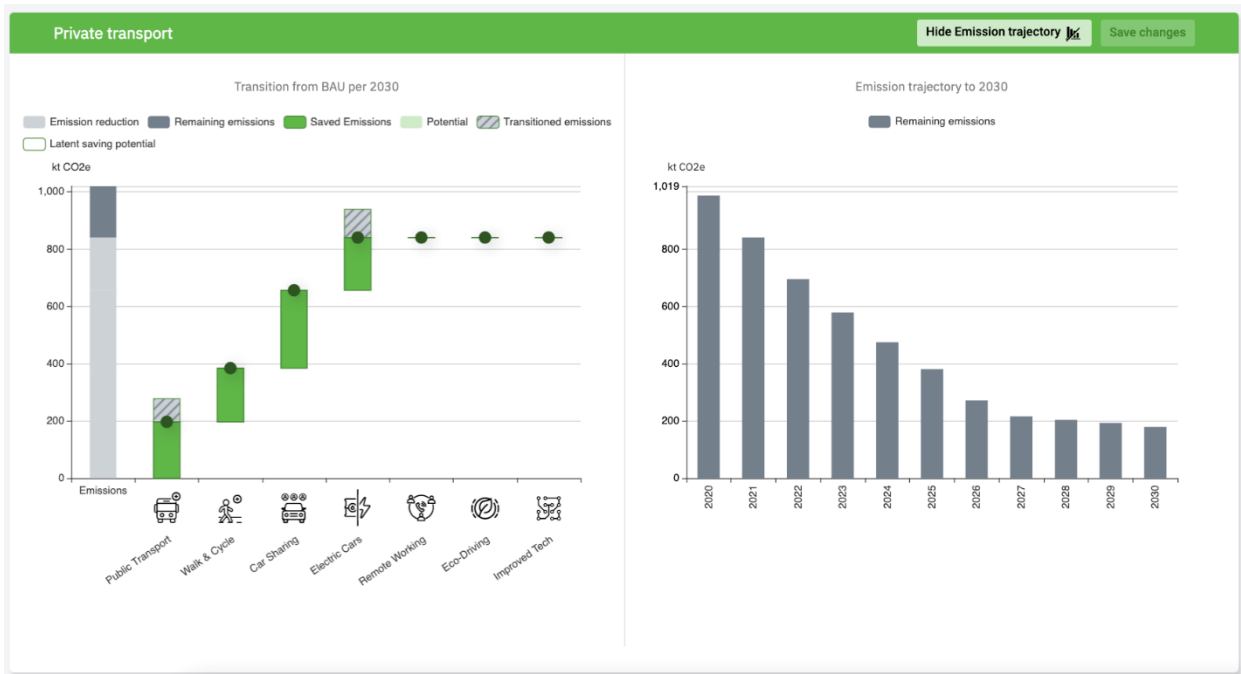 Private transport
Hide Emission trajectory
Save changes
Transition from BAU per 2030
Emission reduction
Remaining emissions
Saved Emissions
Potential
Transitioned emissions
Latent saving potential
kt CO2e
1,000
800
600
400
200
0
Emissions
Public Transport
Walk & Cycle
Car Sharing
Electric Cars
Remote Working
Eco-Driving
Improved Tech
Emission trajectory to 2030
Remaining emissions
kt CO2e
1,019
800
600
400
200
0
2020
2021
2022
2023
2024
2025
2026
2027
2028
2029
2030